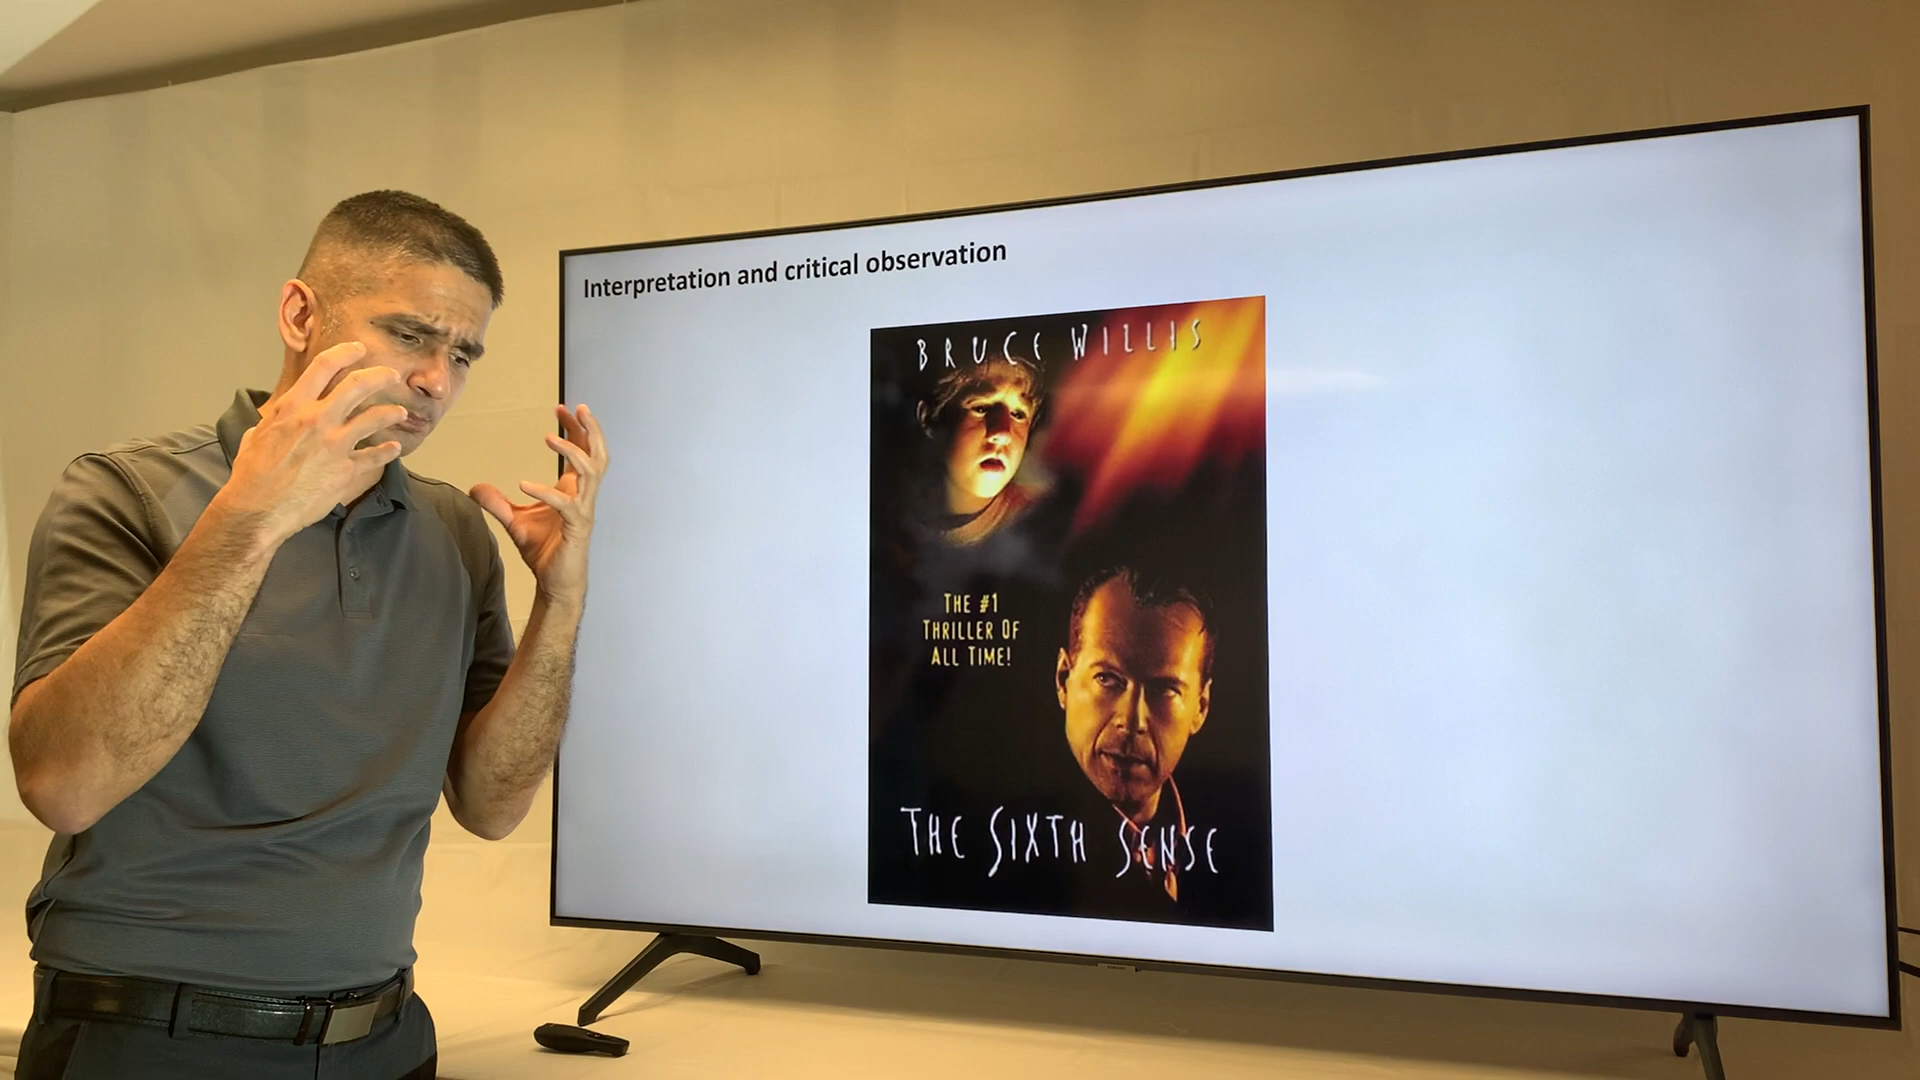 Interpretation and critical observation
BRUCE WILLIS
THE #1
THRILLER OF
ALL TIME!
THE SIXTH SENSE